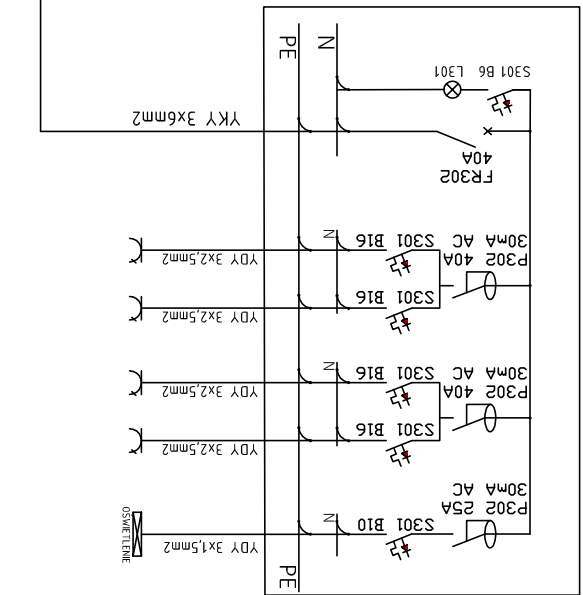 PE
N
S301 B6
L301
YKY 3x6mm2
FR302
40A
P302 40A
30mA AC
S301 B16
N
YDY 3x2,5mm2
S301 B16
YDY 3x2,5mm2
P302 40A
30mA AC
S301 B16
N
YDY 3x2,5mm2
S301 B16
YDY 3x2,5mm2
P302 25A
30mA AC
S301 B10
N
YDY 3x1,5mm2
OSWIETLENIE
PE